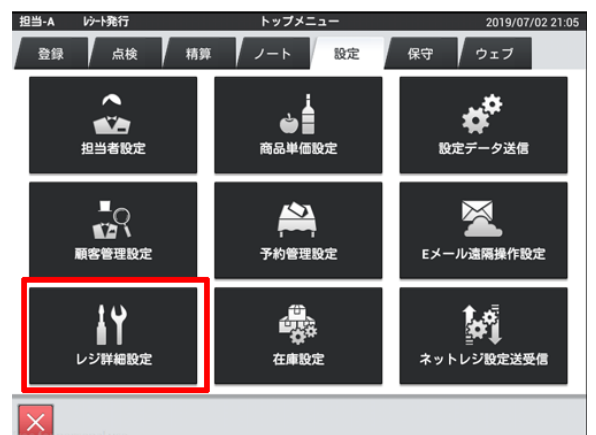 担当-A ﾚｼｰﾄ発行 トップメニュー 2019/07/02 21:05
登録 点検 精算 ノート 設定 保守 ウェブ
担当者設定 商品単価設定 設定データ送信
顧客管理設定 予約管理設定 Eメール遠隔操作設定
レジ詳細設定 在庫設定 ネットレジ設定送受信